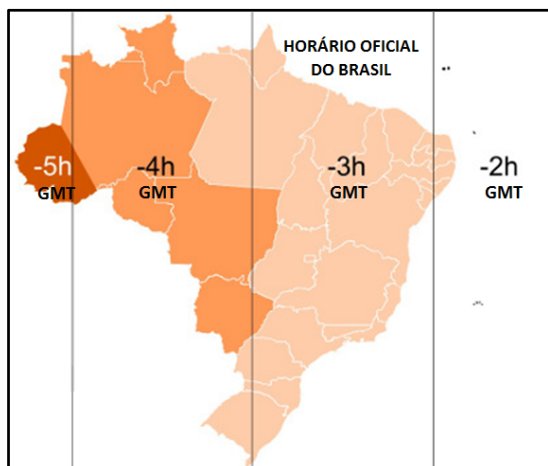 HORÁRIO OFICIAL
DO BRASIL
-5h
GMT
-4h
GMT
-3h
GMT
-2h
GMT